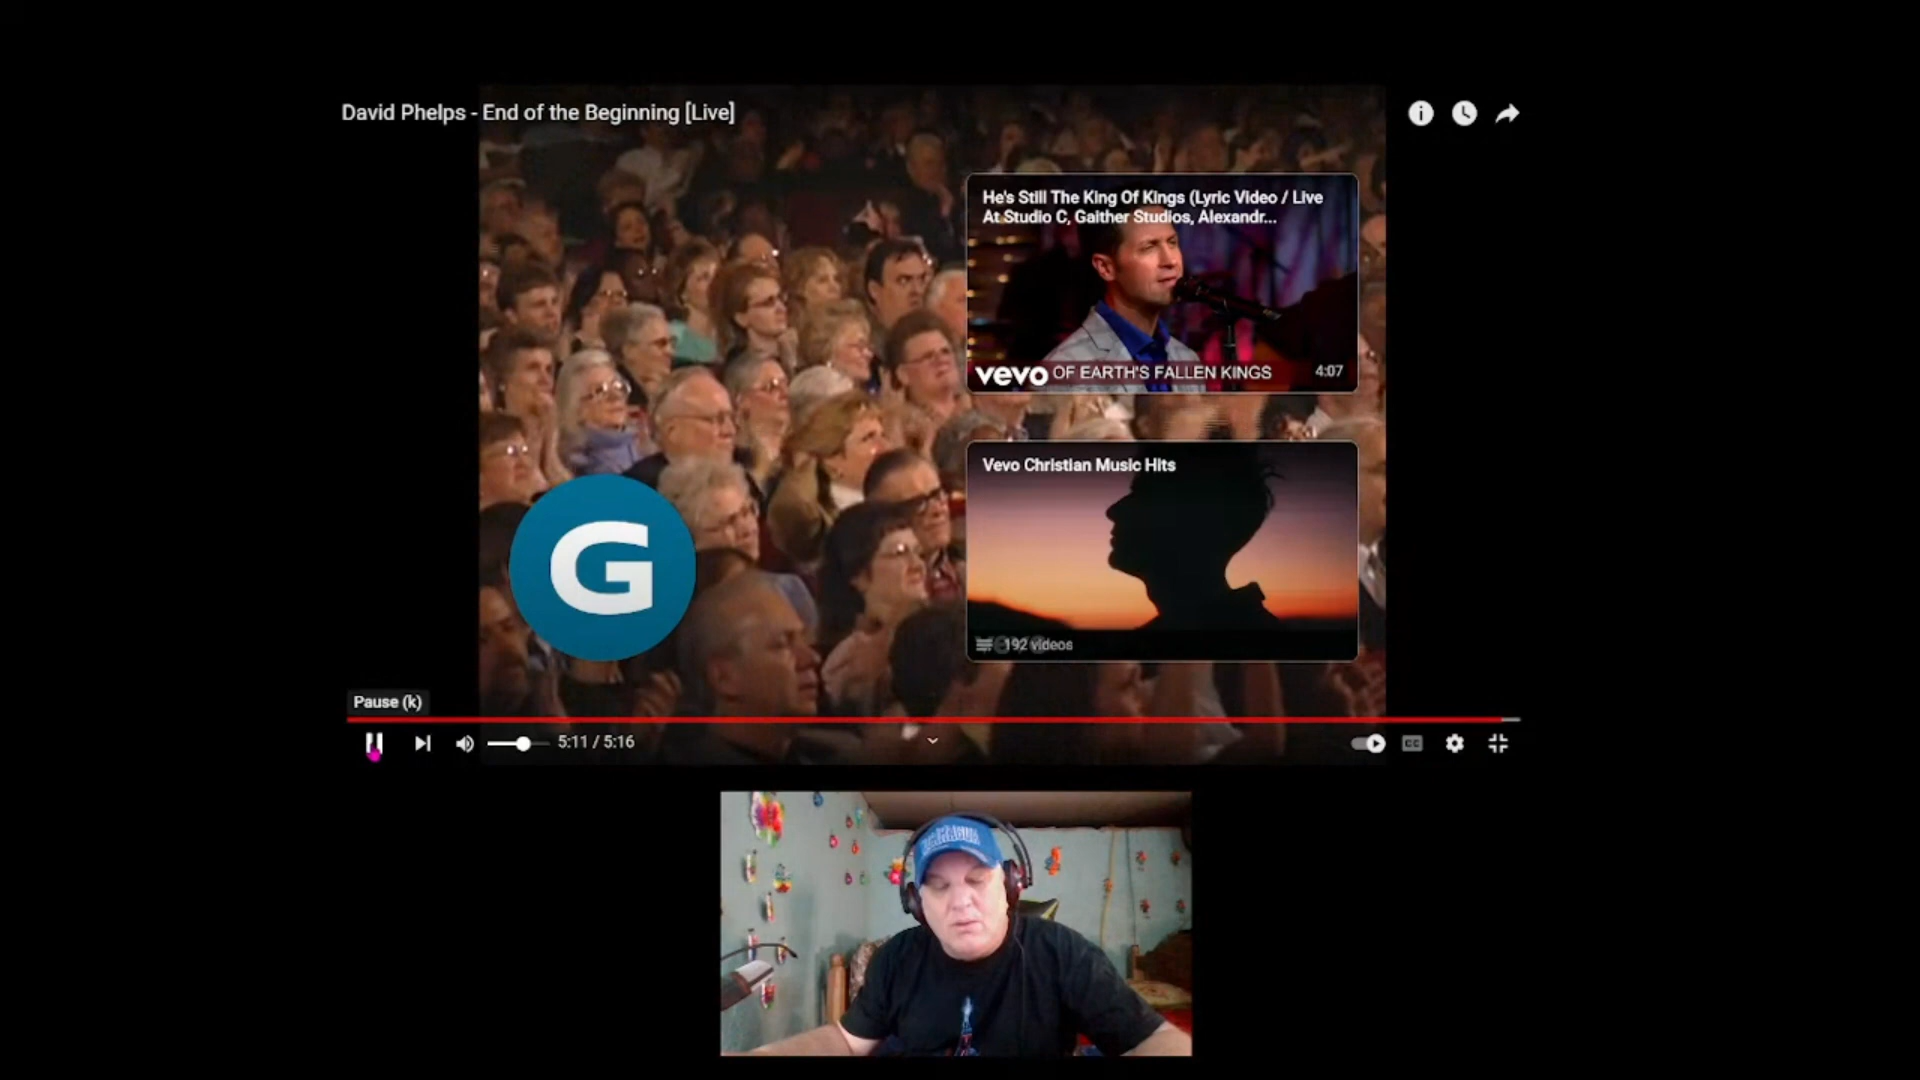 David Phelps - End of the Beginning [Live]
He's Still The King Of Kings (Lyric Video / Live
At Studio C, Gaither Studios, Alexandr...
vevo OF EARTH'S FALLEN KINGS 4:07
Vevo Christian Music Hits
192 videos
G
Pause (k)
5:11 / 5:16
CC